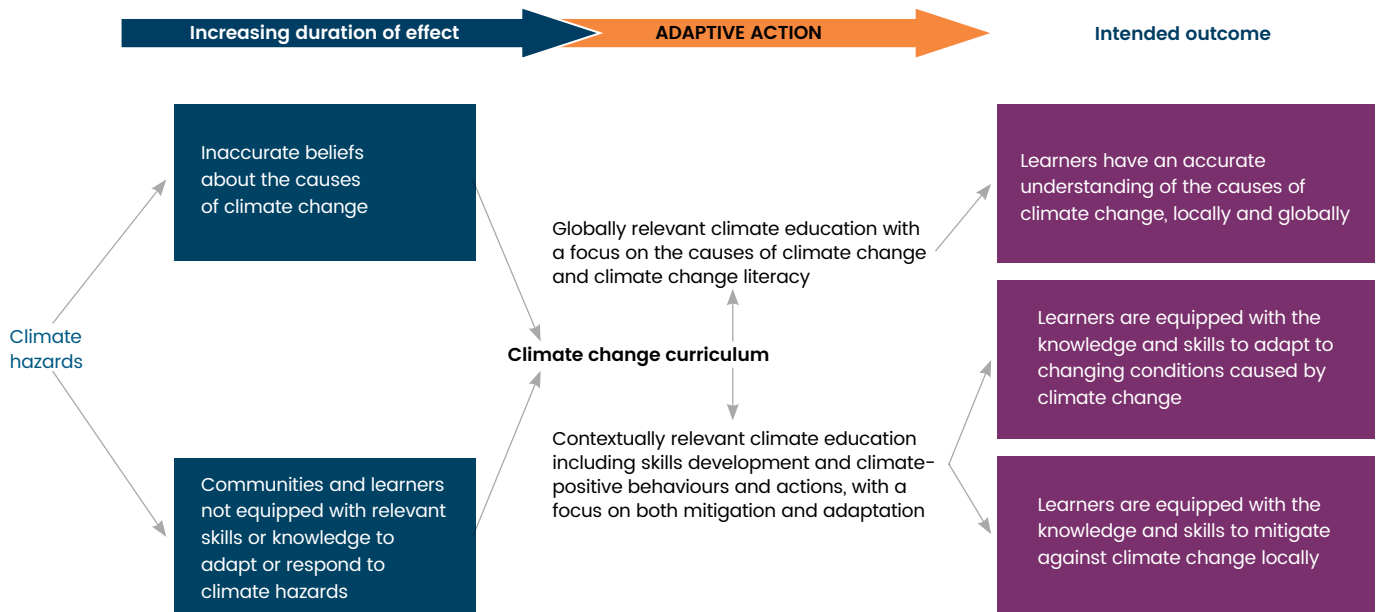 Increasing duration of effect
ADAPTIVE ACTION
Intended outcome
Climate
hazards
Inaccurate beliefs
about the causes
of climate change
Communities and learners
not equipped with relevant
skills or knowledge to
adapt or respond to
climate hazards
Climate change curriculum
Globally relevant climate education with
a focus on the causes of climate change
and climate change literacy
Contextually relevant climate education
including skills development and climate-
positive behaviours and actions, with a
focus on both mitigation and adaptation
Learners have an accurate
understanding of the causes of
climate change, locally and globally
Learners are equipped with the
knowledge and skills to adapt to
changing conditions caused by
climate change
Learners are equipped with the
knowledge and skills to mitigate
against climate change locally